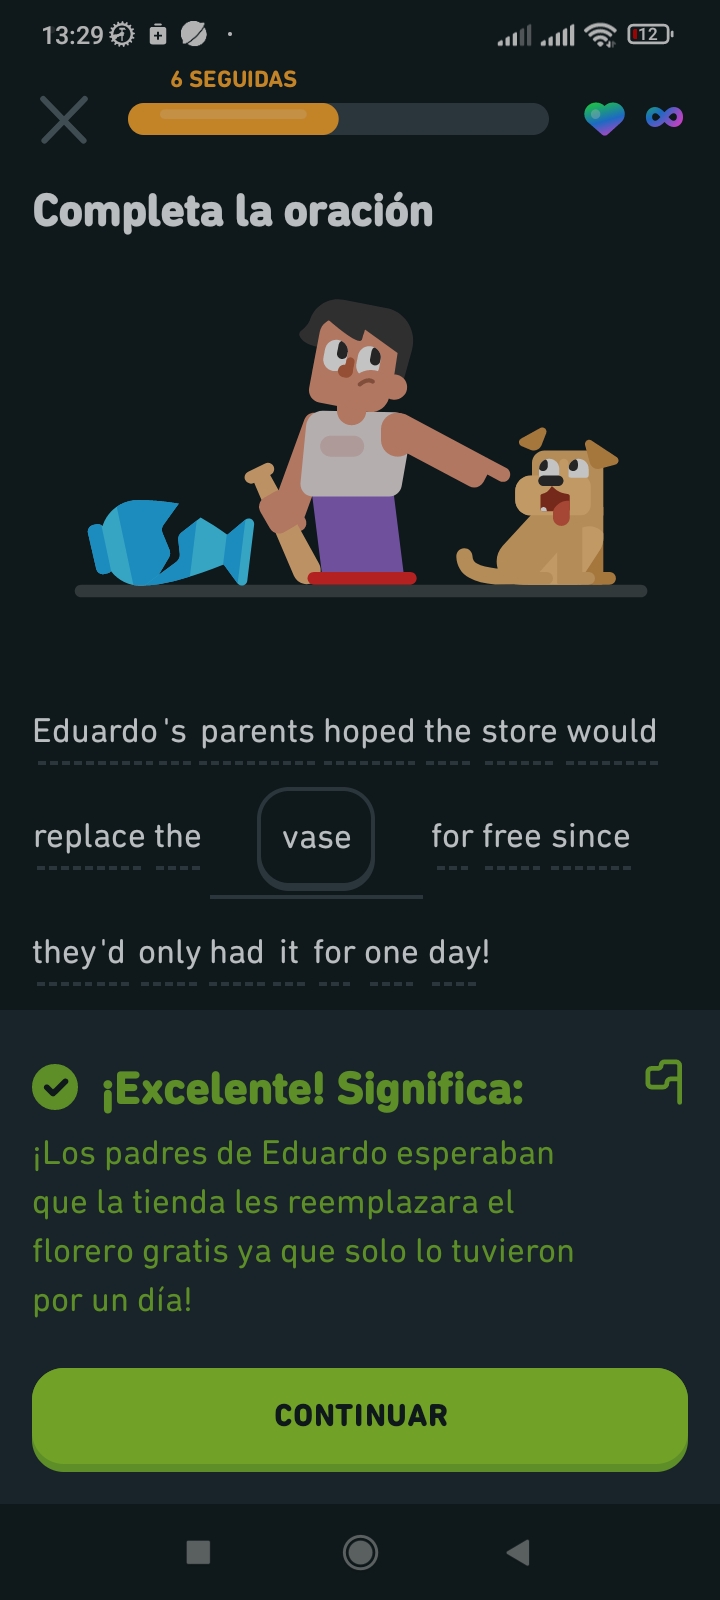 13:29
12
6 SEGUIDAS
Completa la oración
Eduardo's parents hoped the store would
replace the vase for free since
they'd only had it for one day!
¡Excelente! Significa:
¡Los padres de Eduardo esperaban
que la tienda les reemplazara el
florero gratis ya que solo lo tuvieron
por un día!
CONTINUAR